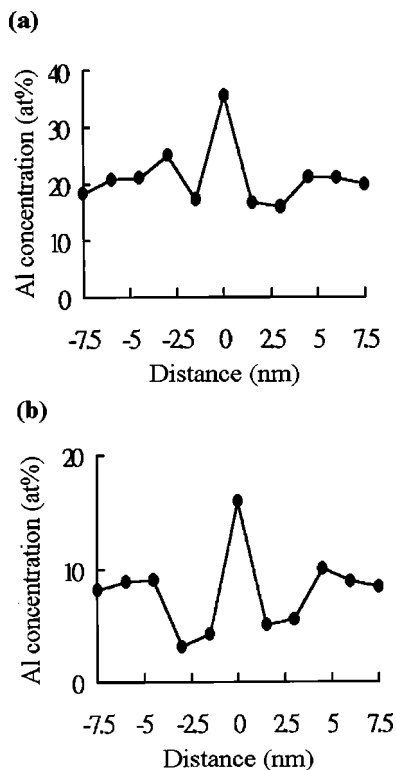 (a)
Al concentration (at%)
40
30
20
10
0
-7.5 -5 -2.5 0 2.5 5 7.5
Distance (nm)
(b)
Al concentration (at%)
20
10
0
-7.5 -5 -2.5 0 2.5 5 7.5
Distance (nm)